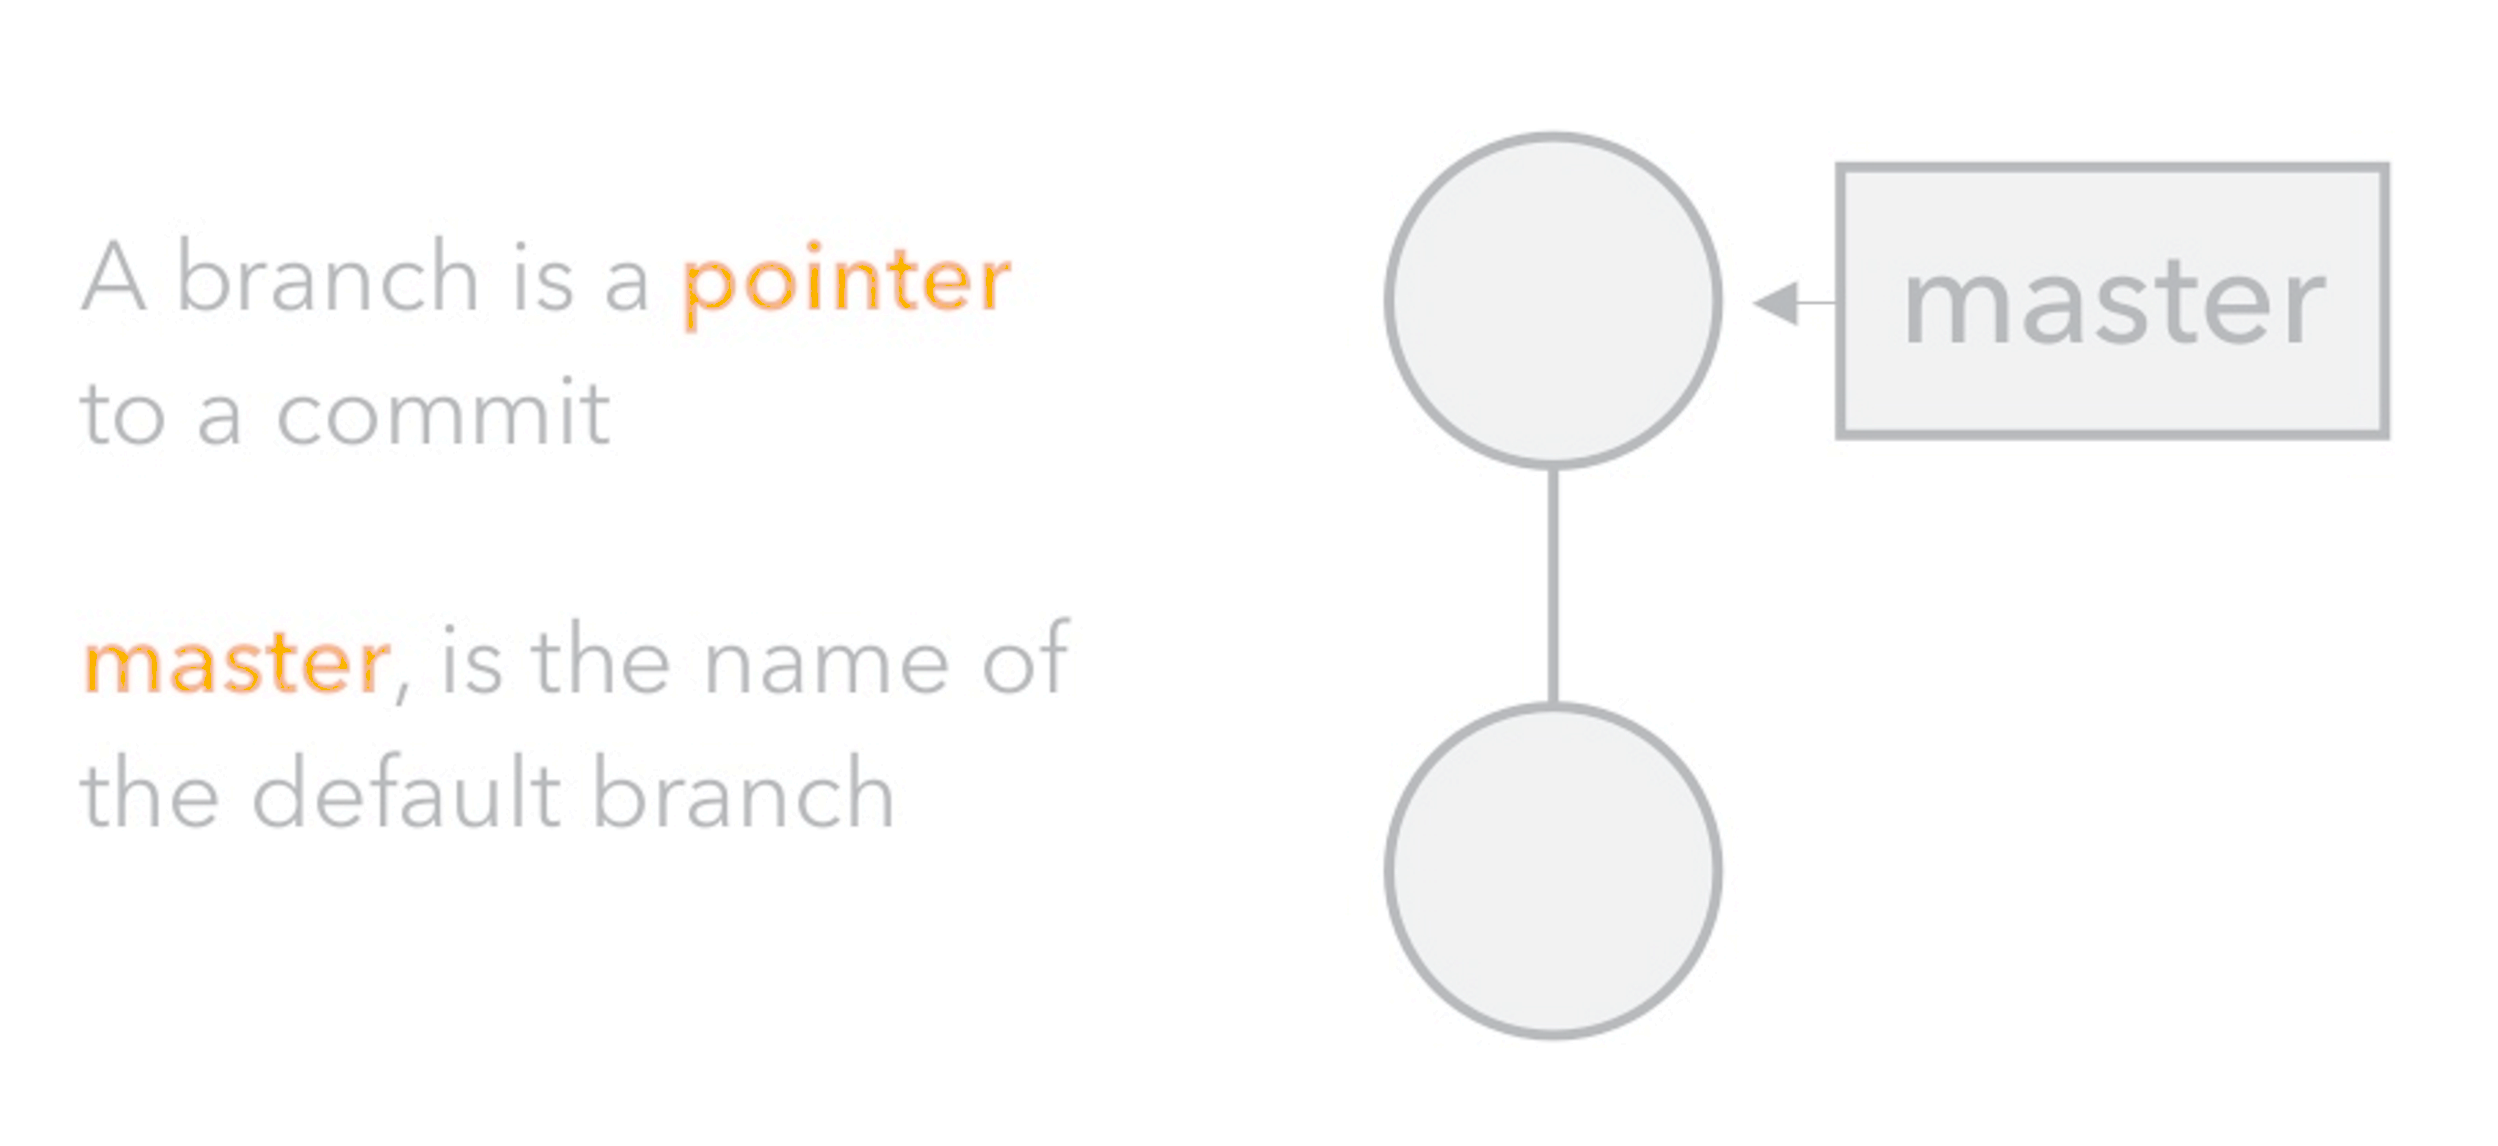 A branch is a pointer
to a commit
master, is the name of
the default branch
master